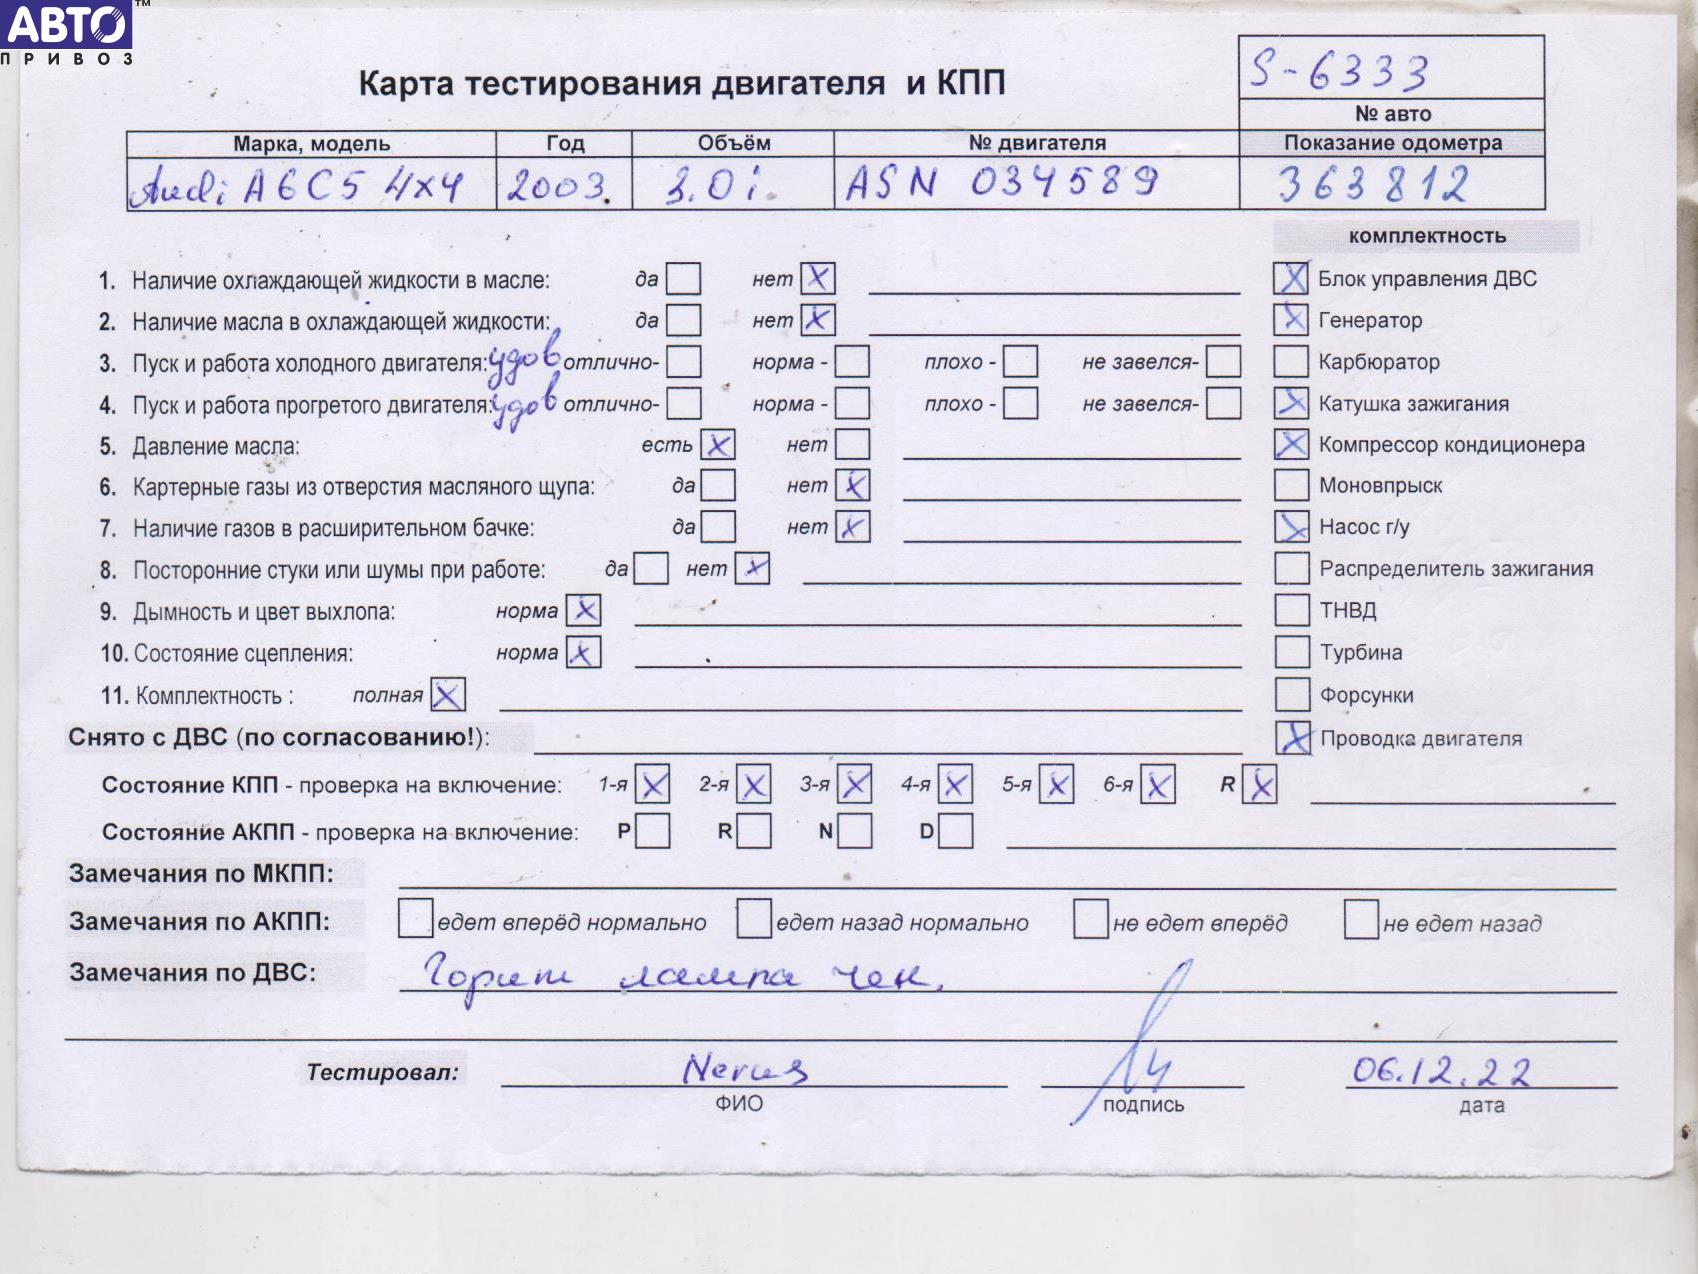 АВТО™
ПРИВОЗ
S-6333
Карта тестирования двигателя и КПП
№ авто
Марка, модель Год Объём № двигателя Показание одометра
Audi A6C5 4x4 2003. 3.0i. ASN 034589 363812
комплектность
1. Наличие охлаждающей жидкости в масле: да нет X Блок управления ДВС X
2. Наличие масла в охлаждающей жидкости: да нет X Генератор X
3. Пуск и работа холодного двигателя: удов отлично- норма - плохо - не завелся- Карбюратор
4. Пуск и работа прогретого двигателя: удов отлично- норма - плохо - не завелся- Катушка зажигания X
5. Давление масла: есть X нет Компрессор кондиционера X
6. Картерные газы из отверстия масляного щупа: да нет X Моновпрыск
7. Наличие газов в расширительном бачке: да нет X Насос г/у X
8. Посторонние стуки или шумы при работе: да нет X Распределитель зажигания
9. Дымность и цвет выхлопа: норма X ТНВД
10. Состояние сцепления: норма X Турбина
11. Комплектность : полная X Форсунки
Снято с ДВС (по согласованию!): Проводка двигателя X
Состояние КПП - проверка на включение: 1-я X 2-я X 3-я X 4-я X 5-я X 6-я X R X
Состояние АКПП - проверка на включение: P R N D
Замечания по МКПП:
Замечания по АКПП: едет вперёд нормально едет назад нормально не едет вперёд не едет назад
Замечания по ДВС: Горит лампа чек.
Тестировал: 06.12.22
ФИО подпись дата